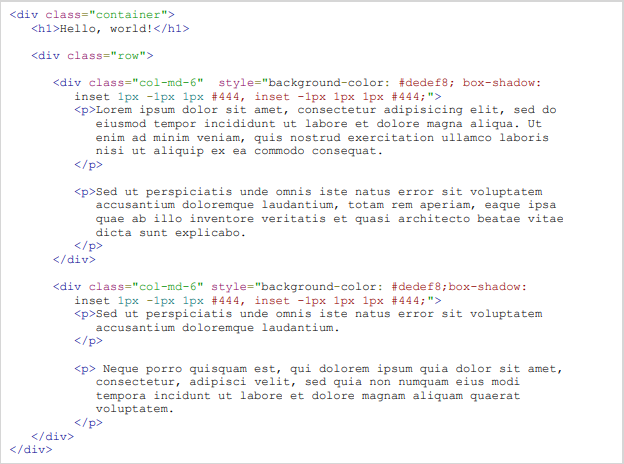 <div class="container">
<h1>Hello, world!</h1>
<div class="row">
<div class="col-md-6"  style="background-color: #dedef8; box-shadow:
inset 1px -1px 1px #444, inset -1px 1px 1px #444;">
<p>Lorem ipsum dolor sit amet, consectetur adipisicing elit, sed do
eiusmod tempor incididunt ut labore et dolore magna aliqua. Ut
enim ad minim veniam, quis nostrud exercitation ullamco laboris
nisi ut aliquip ex ea commodo consequat.
</p>
<p>Sed ut perspiciatis unde omnis iste natus error sit voluptatem
accusantium doloremque laudantium, totam rem aperiam, eaque ipsa
quae ab illo inventore veritatis et quasi architecto beatae vitae
dicta sunt explicabo.
</p>
</div>
<div class="col-md-6" style="background-color: #dedef8;box-shadow:
inset 1px -1px 1px #444, inset -1px 1px 1px #444;">
<p>Sed ut perspiciatis unde omnis iste natus error sit voluptatem
accusantium doloremque laudantium.
</p>
<p> Neque porro quisquam est, qui dolorem ipsum quia dolor sit amet,
consectetur, adipisci velit, sed quia non numquam eius modi
tempora incidunt ut labore et dolore magnam aliquam quaerat
voluptatem.
</p>
</div>
</div>